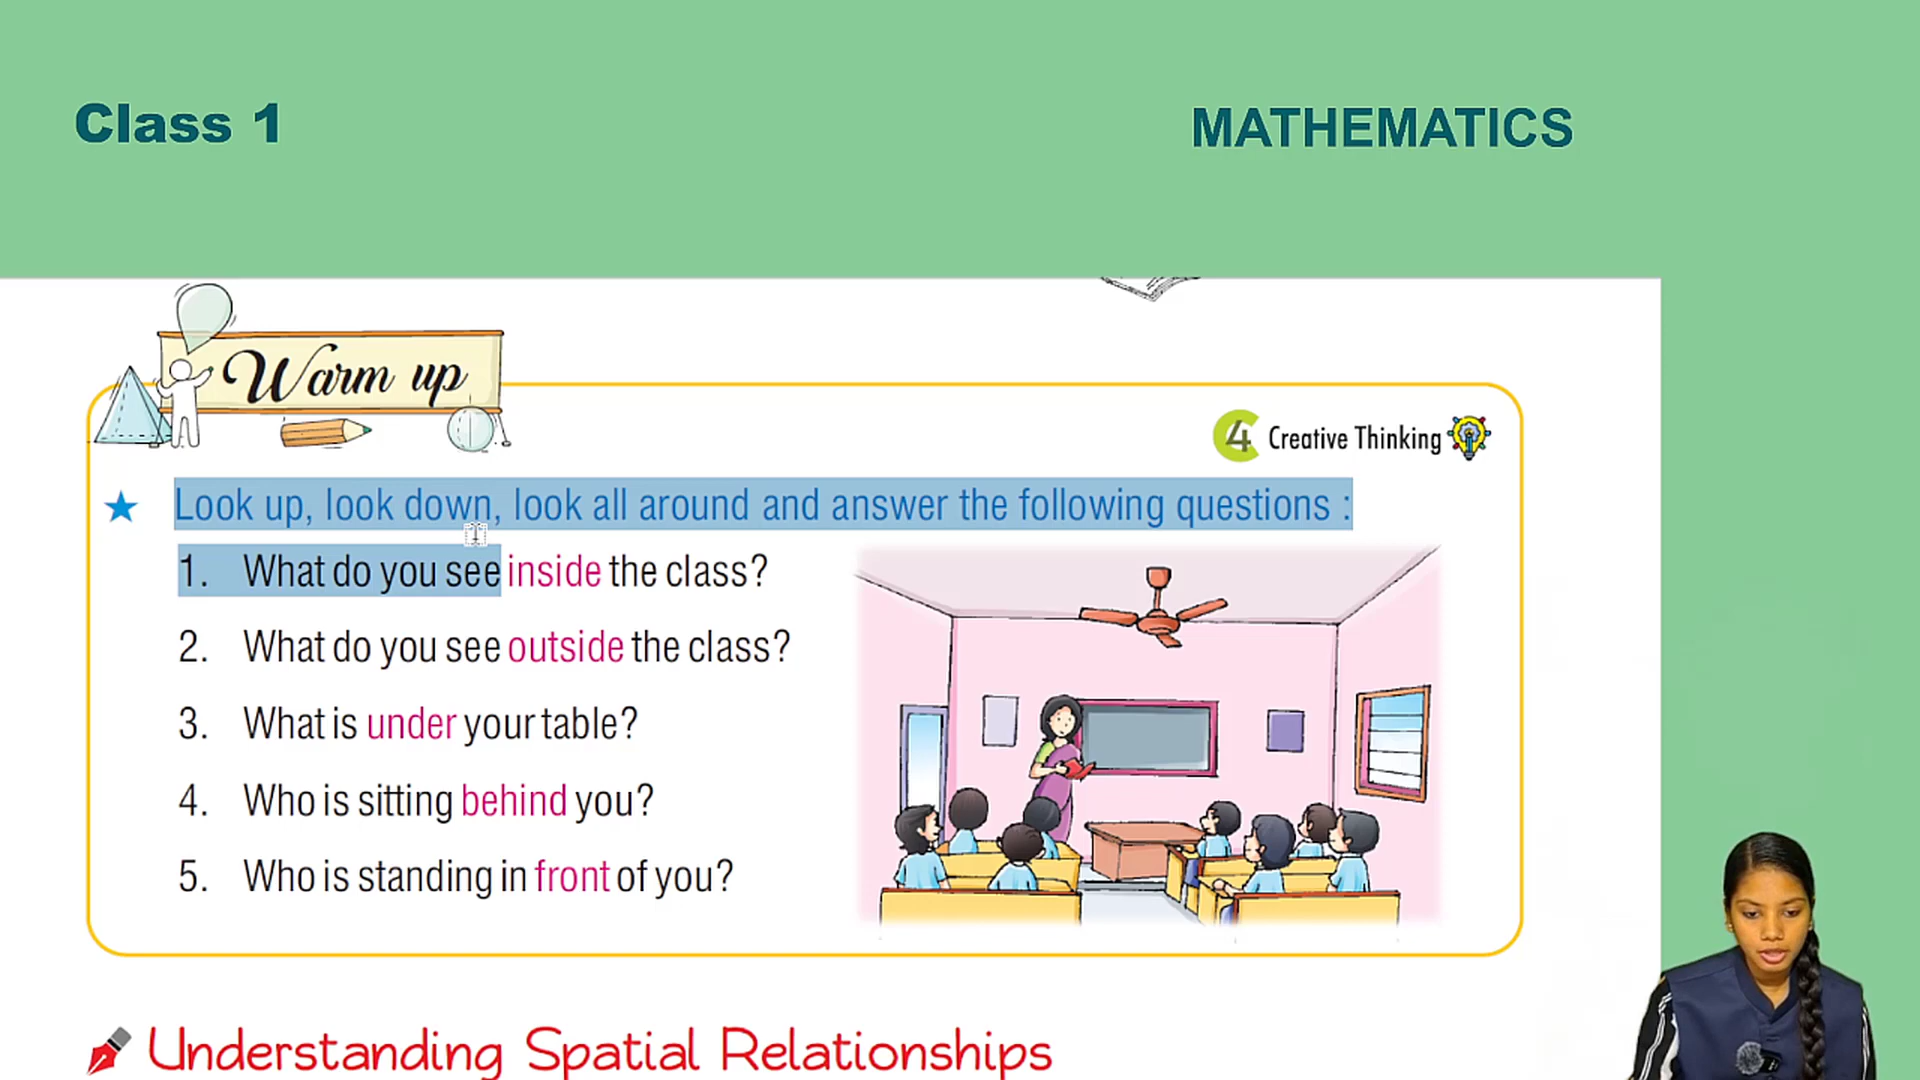 Class 1
MATHEMATICS
Warm up
4 Creative Thinking
Look up, look down, look all around and answer the following questions :
1. What do you see inside the class?
2. What do you see outside the class?
3. What is under your table?
4. Who is sitting behind you?
5. Who is standing in front of you?
Understanding Spatial Relationships